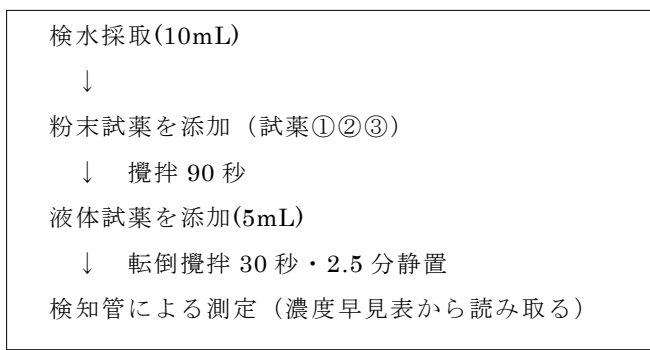 検水採取(10mL)
↓
粉末試薬を添加（試薬①②③）
↓ 攪拌 90 秒
液体試薬を添加(5mL)
↓ 転倒攪拌 30 秒・2.5 分静置
検知管による測定（濃度早見表から読み取る）